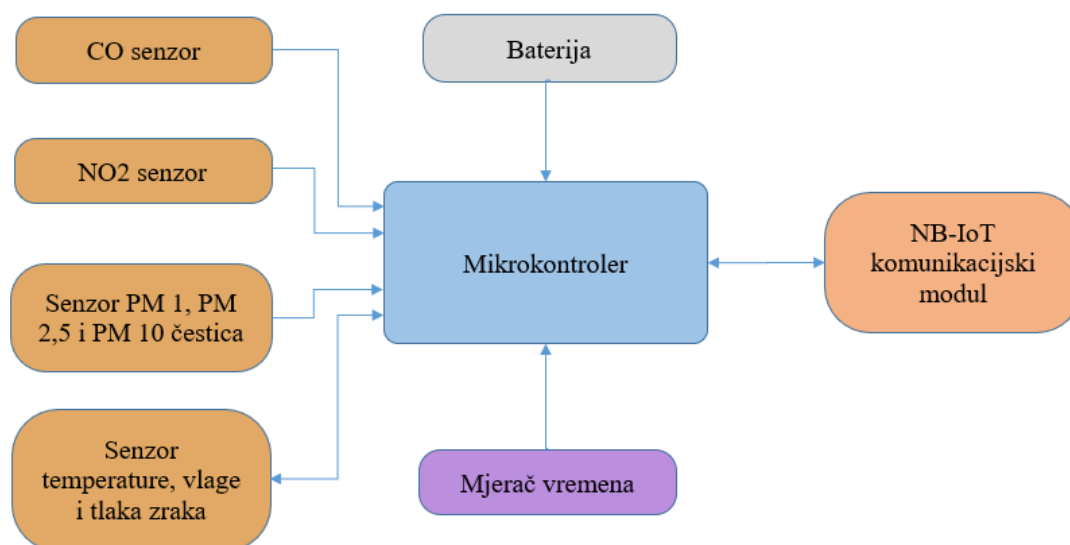 CO senzor
Baterija
NO2 senzor
Mikrokontroler
NB-IoT
komunikacijski
modul
Senzor PM 1, PM
2,5 i PM 10 čestica
Senzor
temperature, vlage
i tlaka zraka
Mjerač vremena